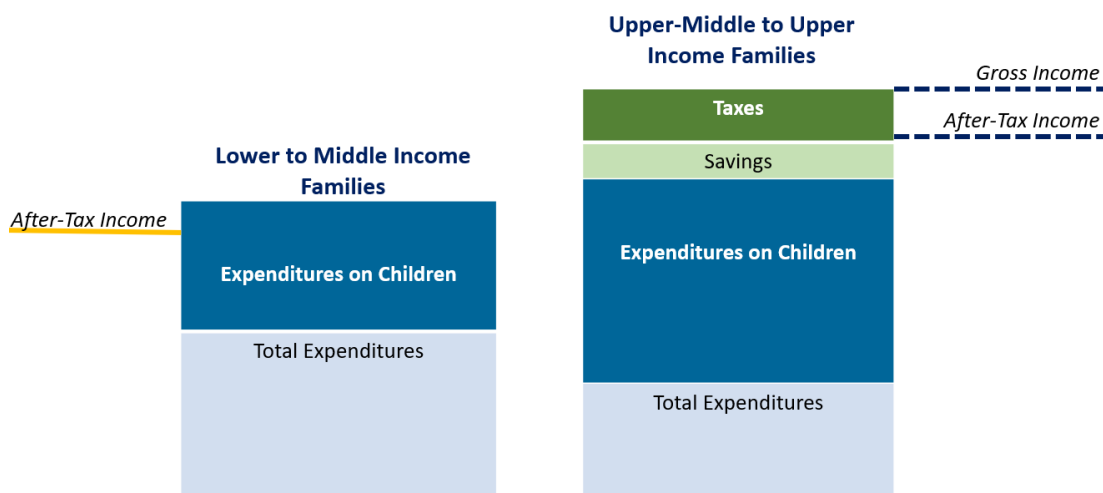 Upper-Middle to Upper
Income Families
Gross Income
Taxes
After-Tax Income
Savings
Lower to Middle Income
Families
After-Tax Income
Expenditures on Children
Expenditures on Children
Total Expenditures
Total Expenditures